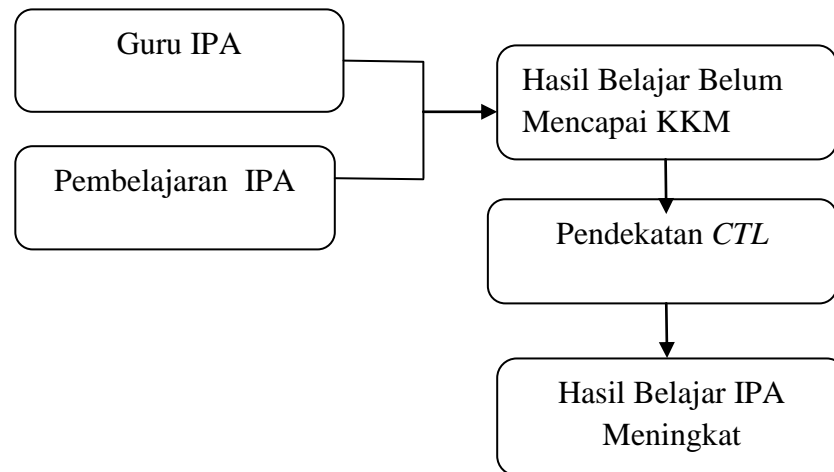 Guru IPA
Pembelajaran IPA
Hasil Belajar Belum
Mencapai KKM
Pendekatan CTL
Hasil Belajar IPA
Meningkat